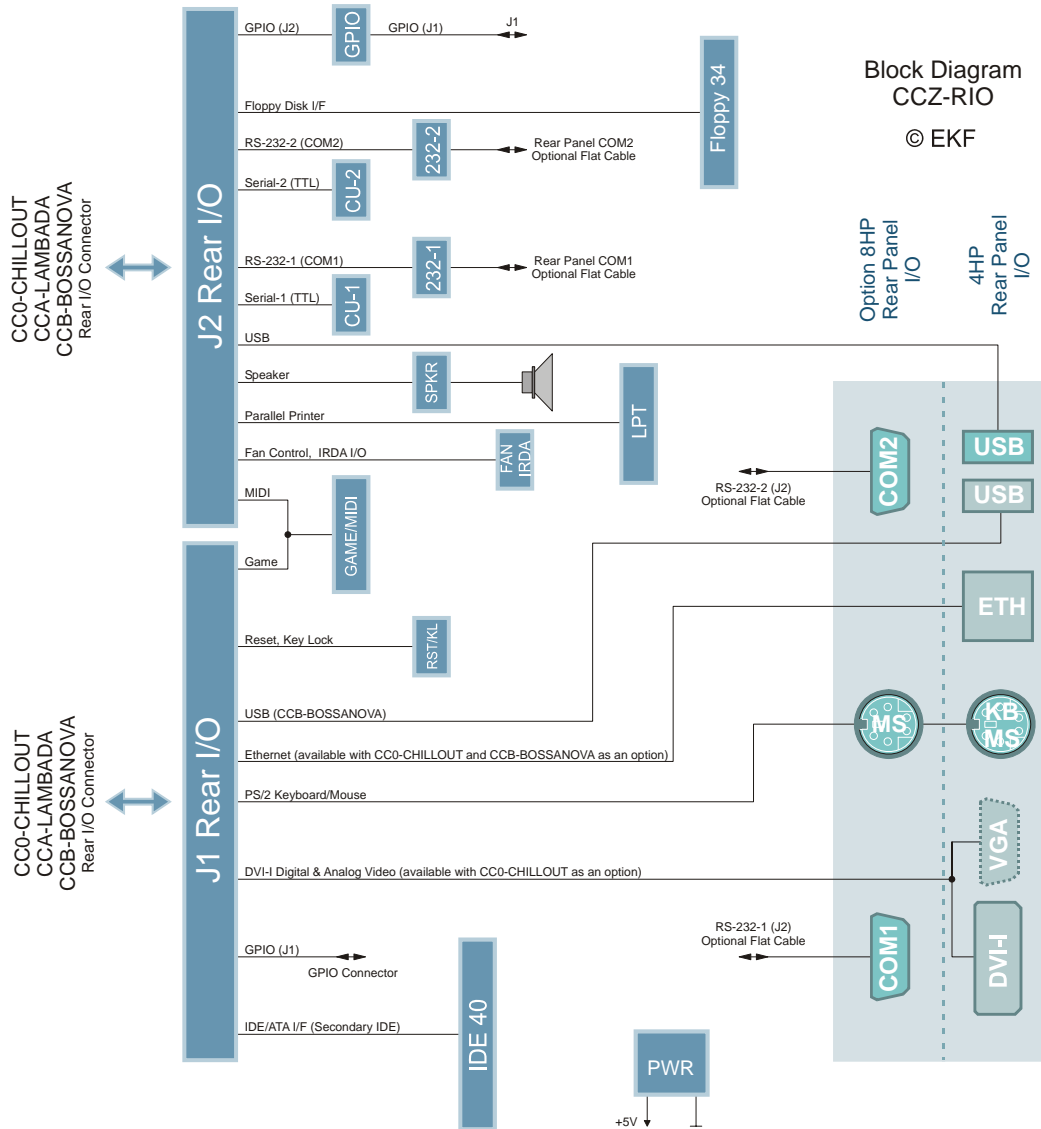 Block Diagram
CCZ-RIO
© EKF
CC0-CHILLOUT
CCA-LAMBADA
CCB-BOSSANOVA
Rear I/O Connector
J2 Rear I/O
GPIO (J2)
GPIO
GPIO (J1)
J1
Floppy Disk I/F
Floppy 34
RS-232-2 (COM2)
232-2
Rear Panel COM2
Optional Flat Cable
Serial-2 (TTL)
CU-2
RS-232-1 (COM1)
232-1
Rear Panel COM1
Optional Flat Cable
Serial-1 (TTL)
CU-1
USB
Speaker
SPKR
Parallel Printer
LPT
Fan Control, IRDA I/O
FAN
IRDA
MIDI
Game
GAME/MIDI
Option 8HP
Rear Panel
I/O
4HP
Rear Panel
I/O
COM2
RS-232-2 (J2)
Optional Flat Cable
USB
USB
ETH
MS
KB
MS
VGA
DVI-I
COM1
RS-232-1 (J2)
Optional Flat Cable
CC0-CHILLOUT
CCA-LAMBADA
CCB-BOSSANOVA
Rear I/O Connector
J1 Rear I/O
Reset, Key Lock
RST/KL
USB (CCB-BOSSANOVA)
Ethernet (available with CC0-CHILLOUT and CCB-BOSSANOVA as an option)
PS/2 Keyboard/Mouse
DVI-I Digital & Analog Video (available with CC0-CHILLOUT as an option)
GPIO (J1)
GPIO Connector
IDE/ATA I/F (Secondary IDE)
IDE 40
PWR
+5V